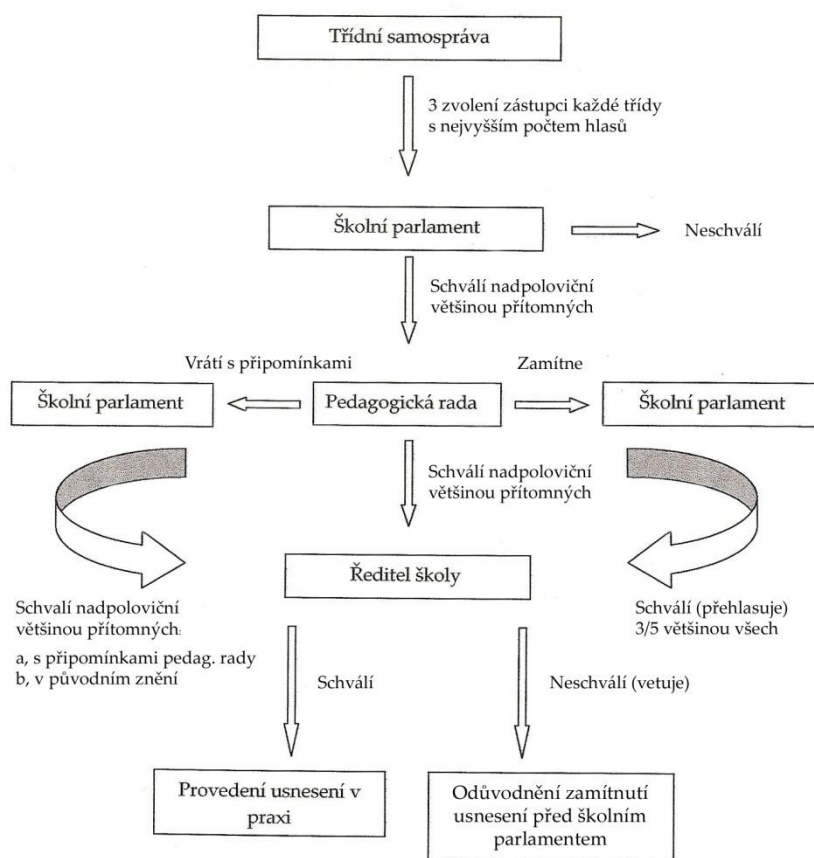 Třídní samospráva
3 zvolení zástupci každé třídy
s nejvyšším počtem hlasů
Školní parlament
Neschválí
Schválí nadpoloviční
většinou přítomných
Vrátí s připomínkami
Zamítne
Školní parlament
Pedagogická rada
Školní parlament
Schválí nadpoloviční
většinou přítomných
Ředitel školy
Schvalí nadpoloviční
většinou přítomných:
a, s připomínkami pedag. rady
b, v původním znění
Schválí (přehlasuje)
3/5 většinou všech
Schválí
Neschválí (vetuje)
Provedení usnesení v
praxi
Odůvodnění zamítnutí
usnesení před školním
parlamentem